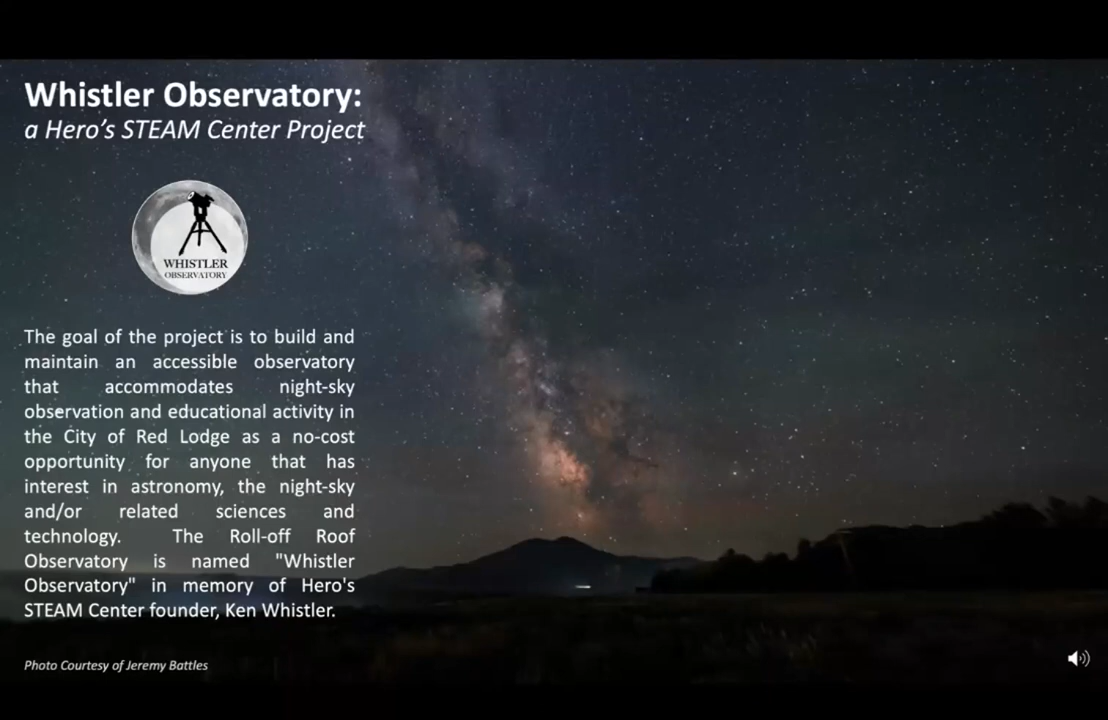 Whistler Observatory:
a Hero's STEAM Center Project
WHISTLER
OBSERVATORY
The goal of the project is to build and
maintain an accessible observatory
that accommodates night-sky
observation and educational activity in
the City of Red Lodge as a no-cost
opportunity for anyone that has
interest in astronomy, the night-sky
and/or related sciences and
technology. The Roll-off Roof
Observatory is named "Whistler
Observatory" in memory of Hero's
STEAM Center founder, Ken Whistler.
Photo Courtesy of Jeremy Battles